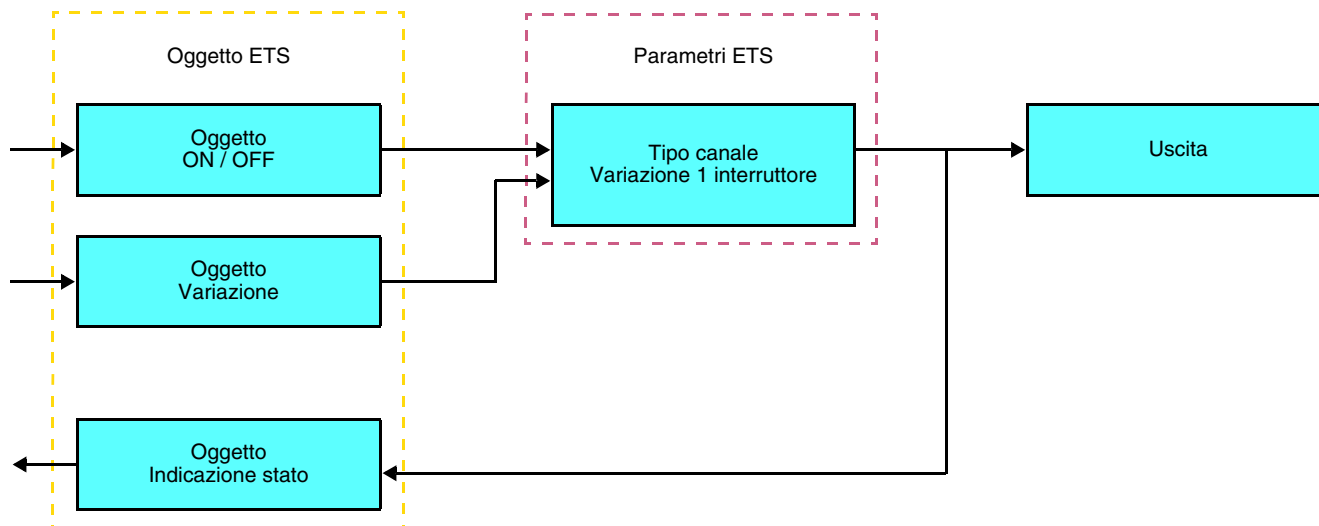 Oggetto ETS
Parametri ETS
Oggetto
ON / OFF
Tipo canale
Variazione 1 interruttore
Uscita
Oggetto
Variazione
Oggetto
Indicazione stato